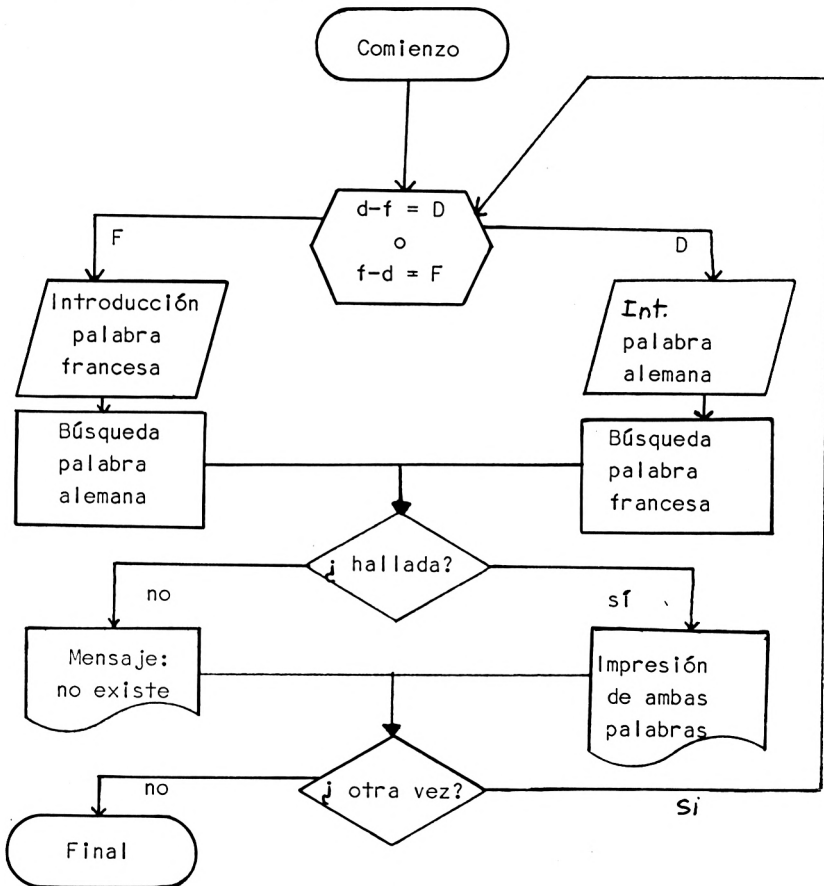 Comienzo
d-f = D
o
f-d = F
F
D
Introducción
palabra
francesa
Int.
palabra
alemana
Búsqueda
palabra
alemana
Búsqueda
palabra
francesa
¿ hallada?
no
sí
Mensaje:
no existe
Impresión
de ambas
palabras
¿ otra vez?
no
Si
Final